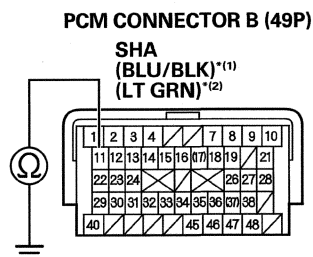 PCM CONNECTOR B (49P)
SHA
(BLU/BLK)*(1)
(LT GRN)*(2)
Ω
1 2 3 4 7 8 9 10
11 12 13 14 15 16 (17) 18 19 21
22 23 24 26 27 28
29 30 31 32 33 34 35 36 (37) 38
40 45 46 47 48